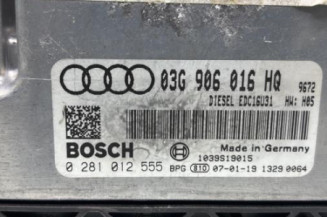 03G 906 016 HQ 9672
DIESEL EDC16U31 HW: H05
BOSCH Made in Germany
1039S19015
0 281 012 555 BPG 810 07-01-19 1329 0064